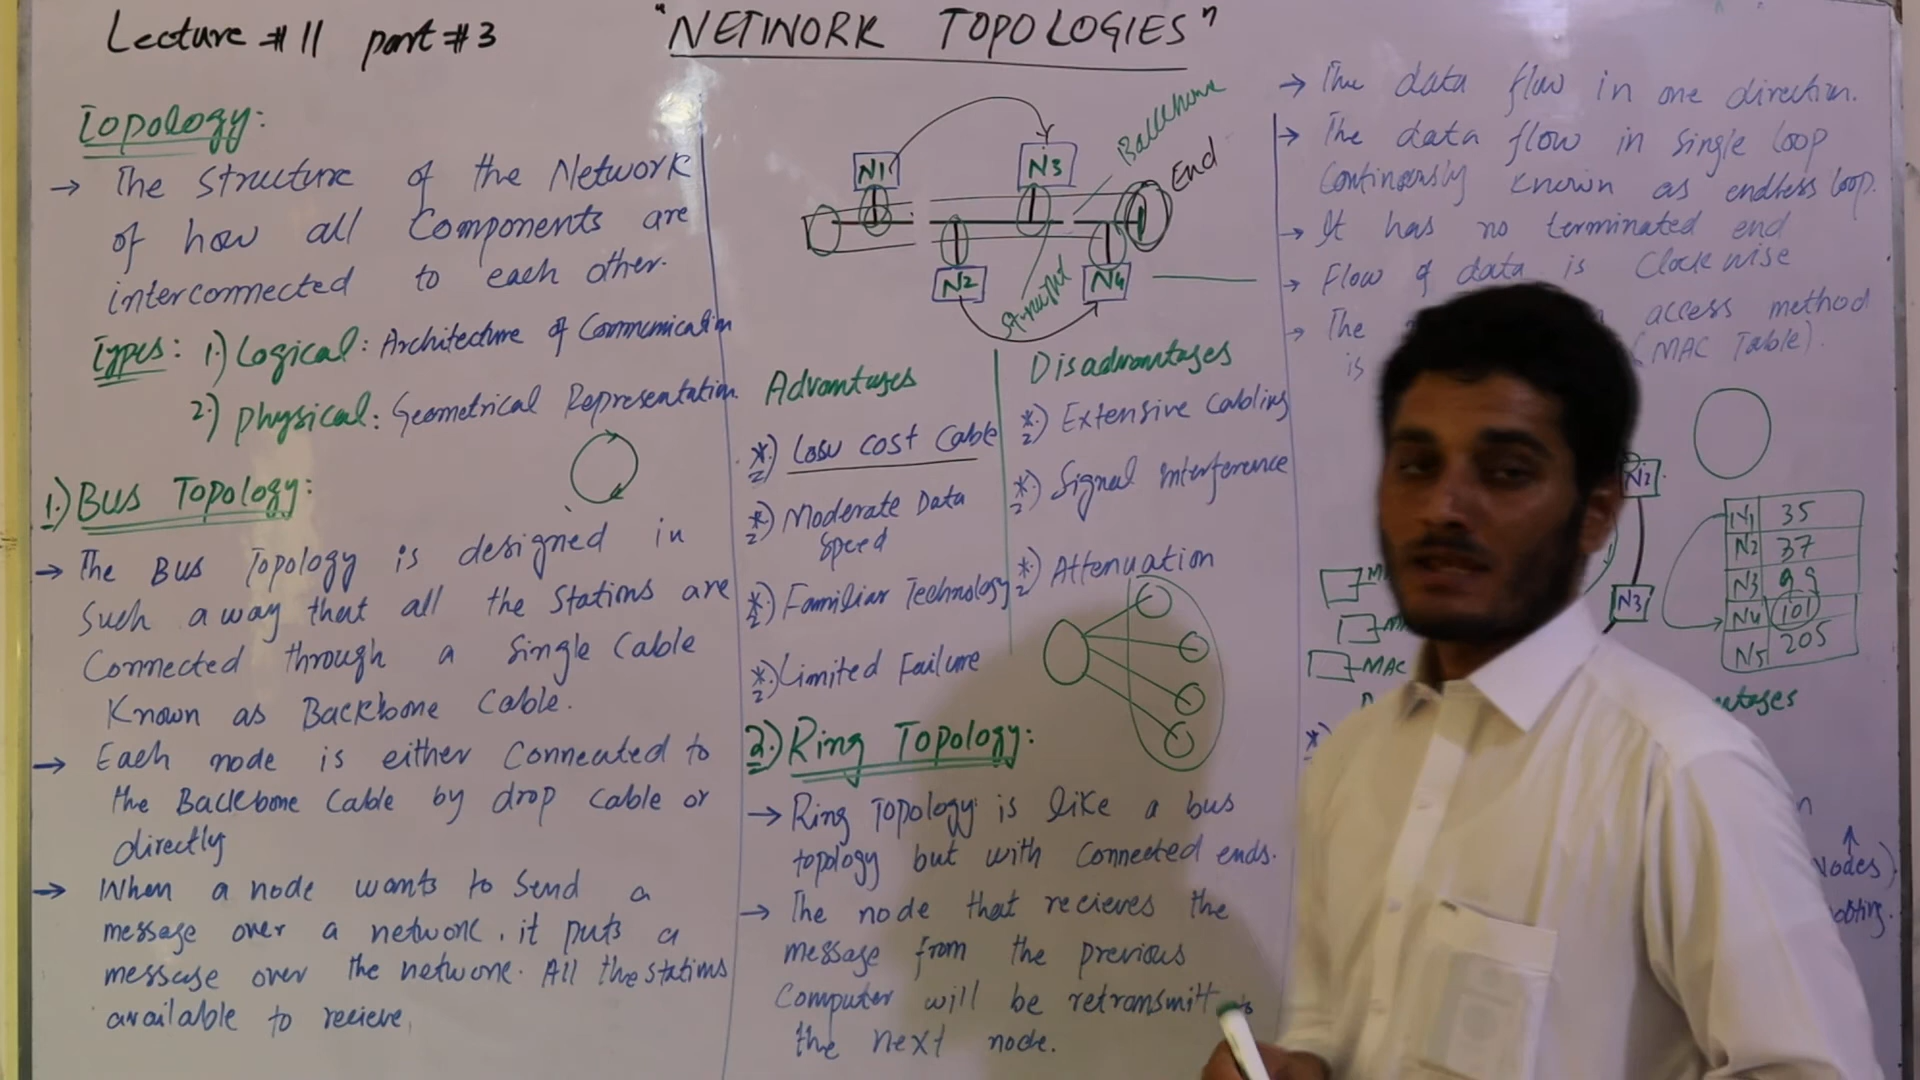 Lecture # 11 part # 3
"NETWORK TOPOLOGIES"
Topology:
→ The structure of the Network
of how all Components are
interconnected to each other.
Types: 1.) Logical: Architecture of Communication
2.) Physical: Geometrical Representation
1.) Bus Topology:
→ The Bus Topology is designed in
such a way that all the stations are
Connected through a single Cable
Known as Backbone Cable.
→ Each node is either Connected to
the Backbone Cable by drop cable or
directly
→ When a node wants to send a
message over a network, it puts a
message over the network. All the stations
available to recieve.
N1
N3
N2
N4
Backbone
End
straight
Advantages
Low cost cable
Moderate Data
speed
Familiar Technology
Limited Failure
Disadvantages
Extensive Cabling
Signal interference
Attenuation
2.) Ring Topology:
→ Ring Topology is like a bus
topology but with connected ends.
→ The node that recieves the
message from the previous
Computer will be retransmitt
the next node.
→ The data flow in one direction.
→ The data flow in single loop
Continously known as endless loop.
→ It has no terminated end
→ Flow of data is Clockwise
→ The access method
is (MAC Table).
N2
N3
N1 35
N2 37
N3 99
N4 101
N5 205
MAC
Nodes)